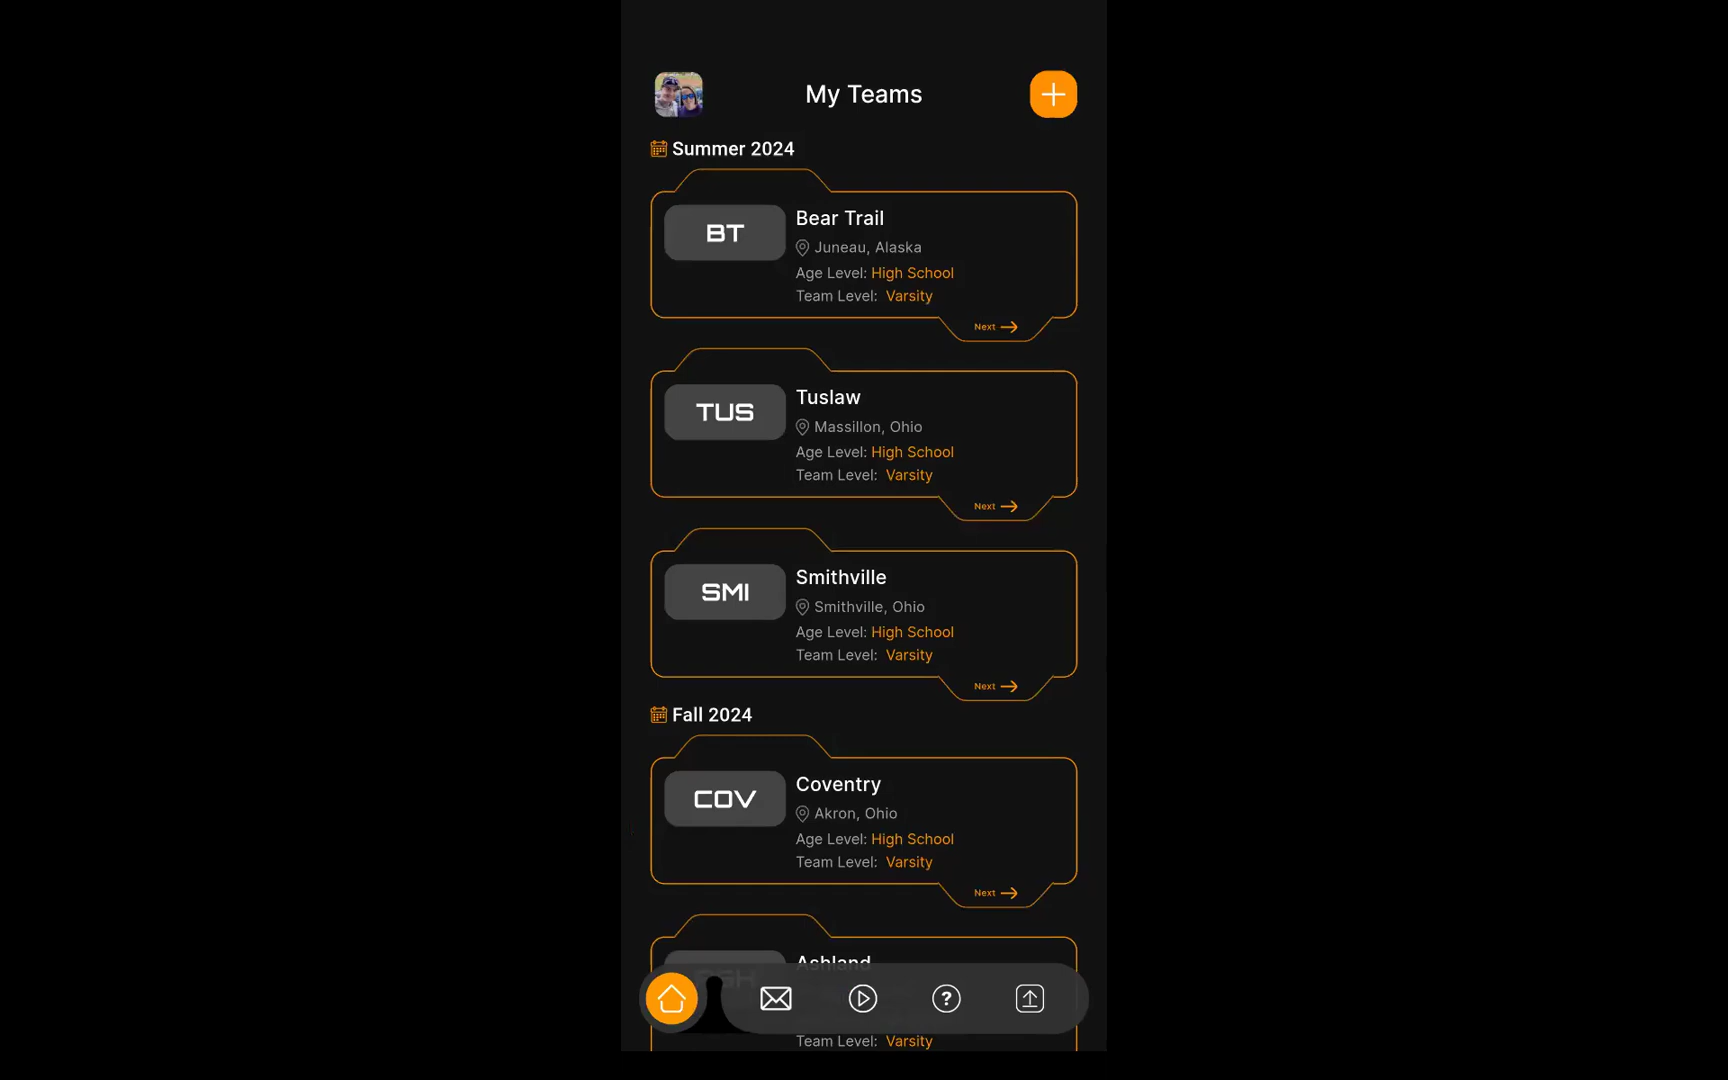 My Teams
Summer 2024
BT
Bear Trail
Juneau, Alaska
Age Level: High School
Team Level: Varsity
Next
TUS
Tuslaw
Massillon, Ohio
Age Level: High School
Team Level: Varsity
Next
SMI
Smithville
Smithville, Ohio
Age Level: High School
Team Level: Varsity
Next
Fall 2024
COV
Coventry
Akron, Ohio
Age Level: High School
Team Level: Varsity
Next
Ashland
?
Team Level: Varsity